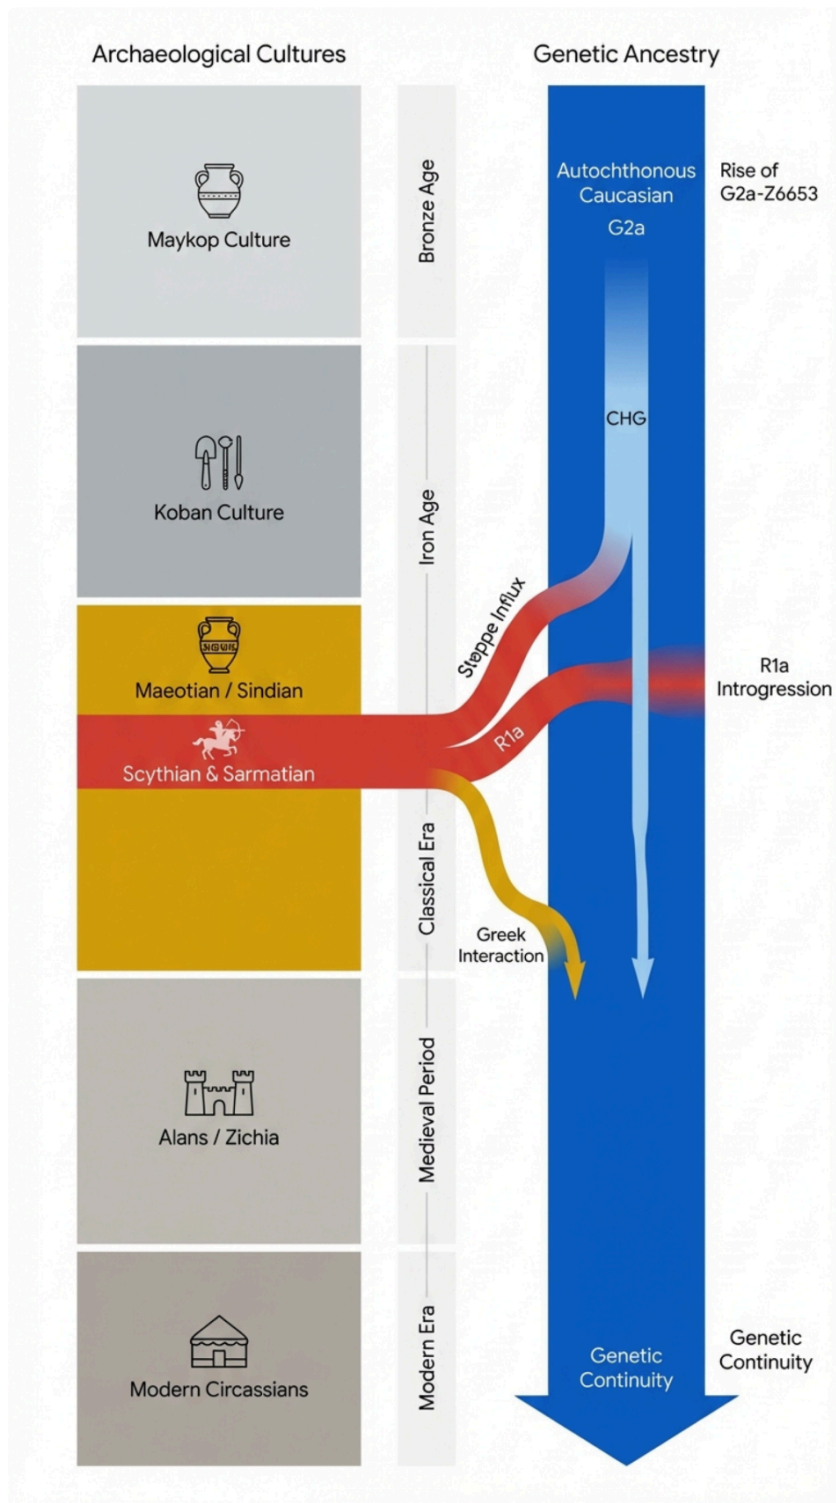 Archaeological Cultures
Genetic Ancestry
Maykop Culture
Bronze Age
Autochthonous
Caucasian
G2a
Rise of
G2a-Z6653
Koban Culture
Iron Age
CHG
Steppe Influx
Maeotian / Sindian
Scythian & Sarmatian
R1a
R1a
Introgression
Classical Era
Greek
Interaction
Alans / Zichia
Medieval Period
Modern Circassians
Modern Era
Genetic
Continuity
Genetic
Continuity